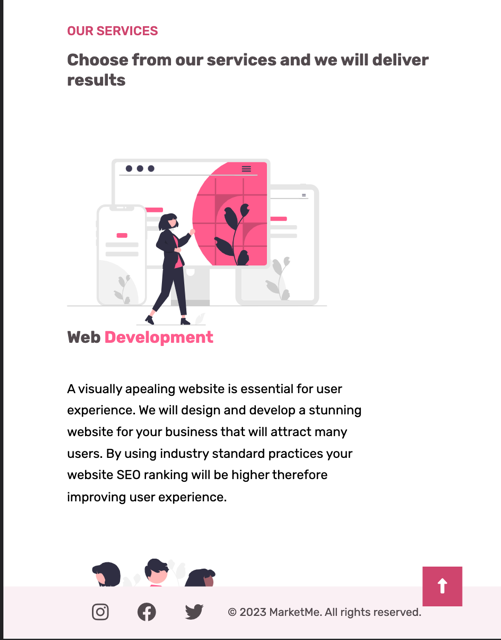 OUR SERVICES
Choose from our services and we will deliver
results
Web Development
A visually apealing website is essential for user
experience. We will design and develop a stunning
website for your business that will attract many
users. By using industry standard practices your
website SEO ranking will be higher therefore
improving user experience.
© 2023 MarketMe. All rights reserved.